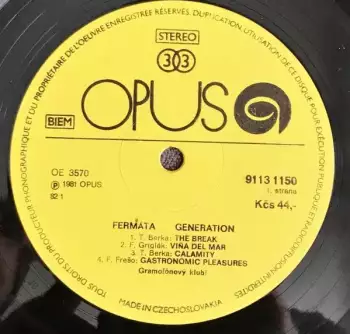 ET DU PROPRIÉTAIRE DE L'OEUVRE ENREGISTRÉE RÉSERVÉS. DUPLICATION, UTILISATION DE CE DISQUE POUR EXÉCUTION PUBLIQUE ET RADIODIFFUSION INTERDITES
TOUS DROITS DU PRODUCTEUR PHONOGRAPHIQUE
STEREO
33
OPUS
BIEM
OE 3570
Ⓟ 1981 OPUS
82 1
9113 1150
1. strana
Kčs 44,-
FERMÁTA GENERATION
1. T. Berka: THE BREAK
2. F. Griglák: VIŇA DEL MAR
3. T. Berka: CALAMITY
4. F. Frešo: GASTRONOMIC PLEASURES
Gramofónový klub!
MADE IN CZECHOSLOVAKIA